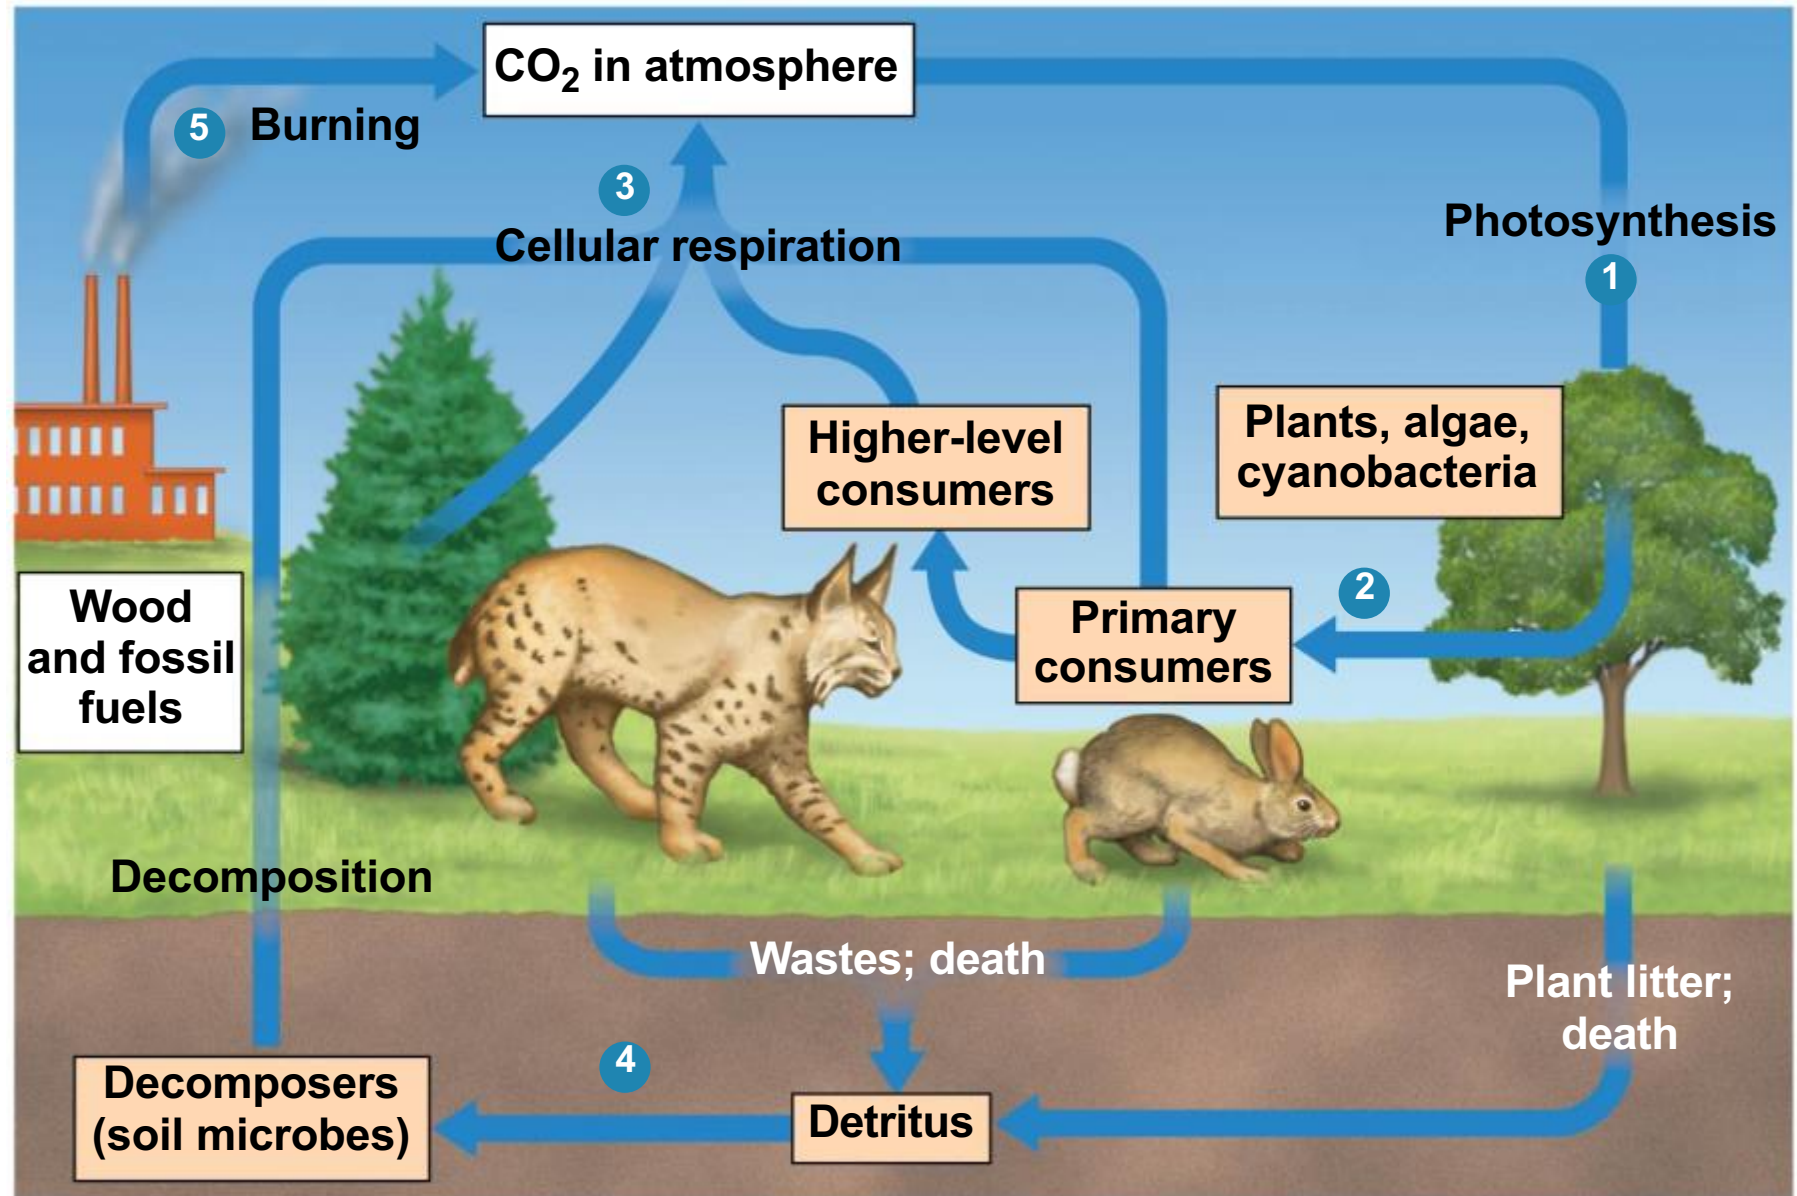 CO₂ in atmosphere
5 Burning
3
Cellular respiration
Photosynthesis
1
Higher-level
consumers
Plants, algae,
cyanobacteria
2
Primary
consumers
Wood
and fossil
fuels
Decomposition
Wastes; death
Plant litter;
death
4
Decomposers
(soil microbes)
Detritus